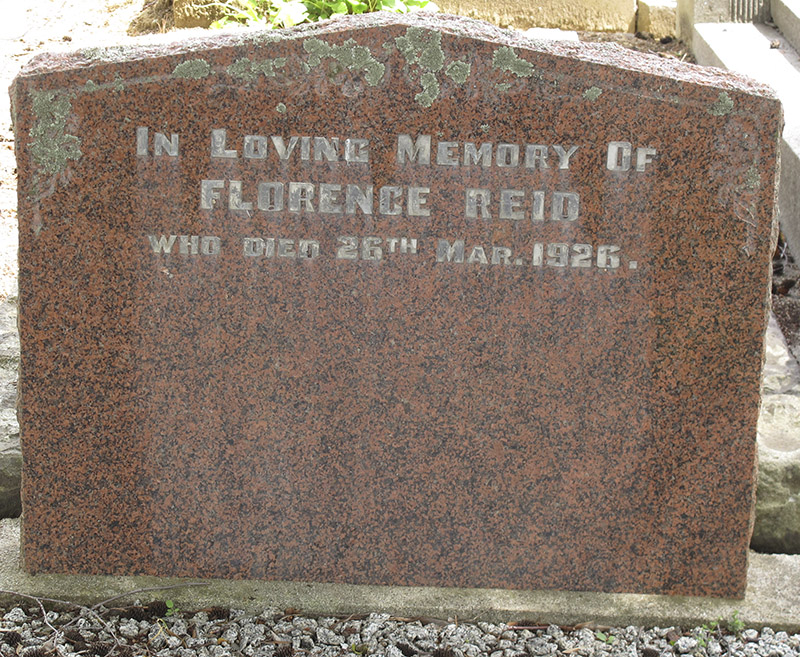 IN LOVING MEMORY OF
FLORENCE REID
WHO DIED 26TH MAR. 1926.